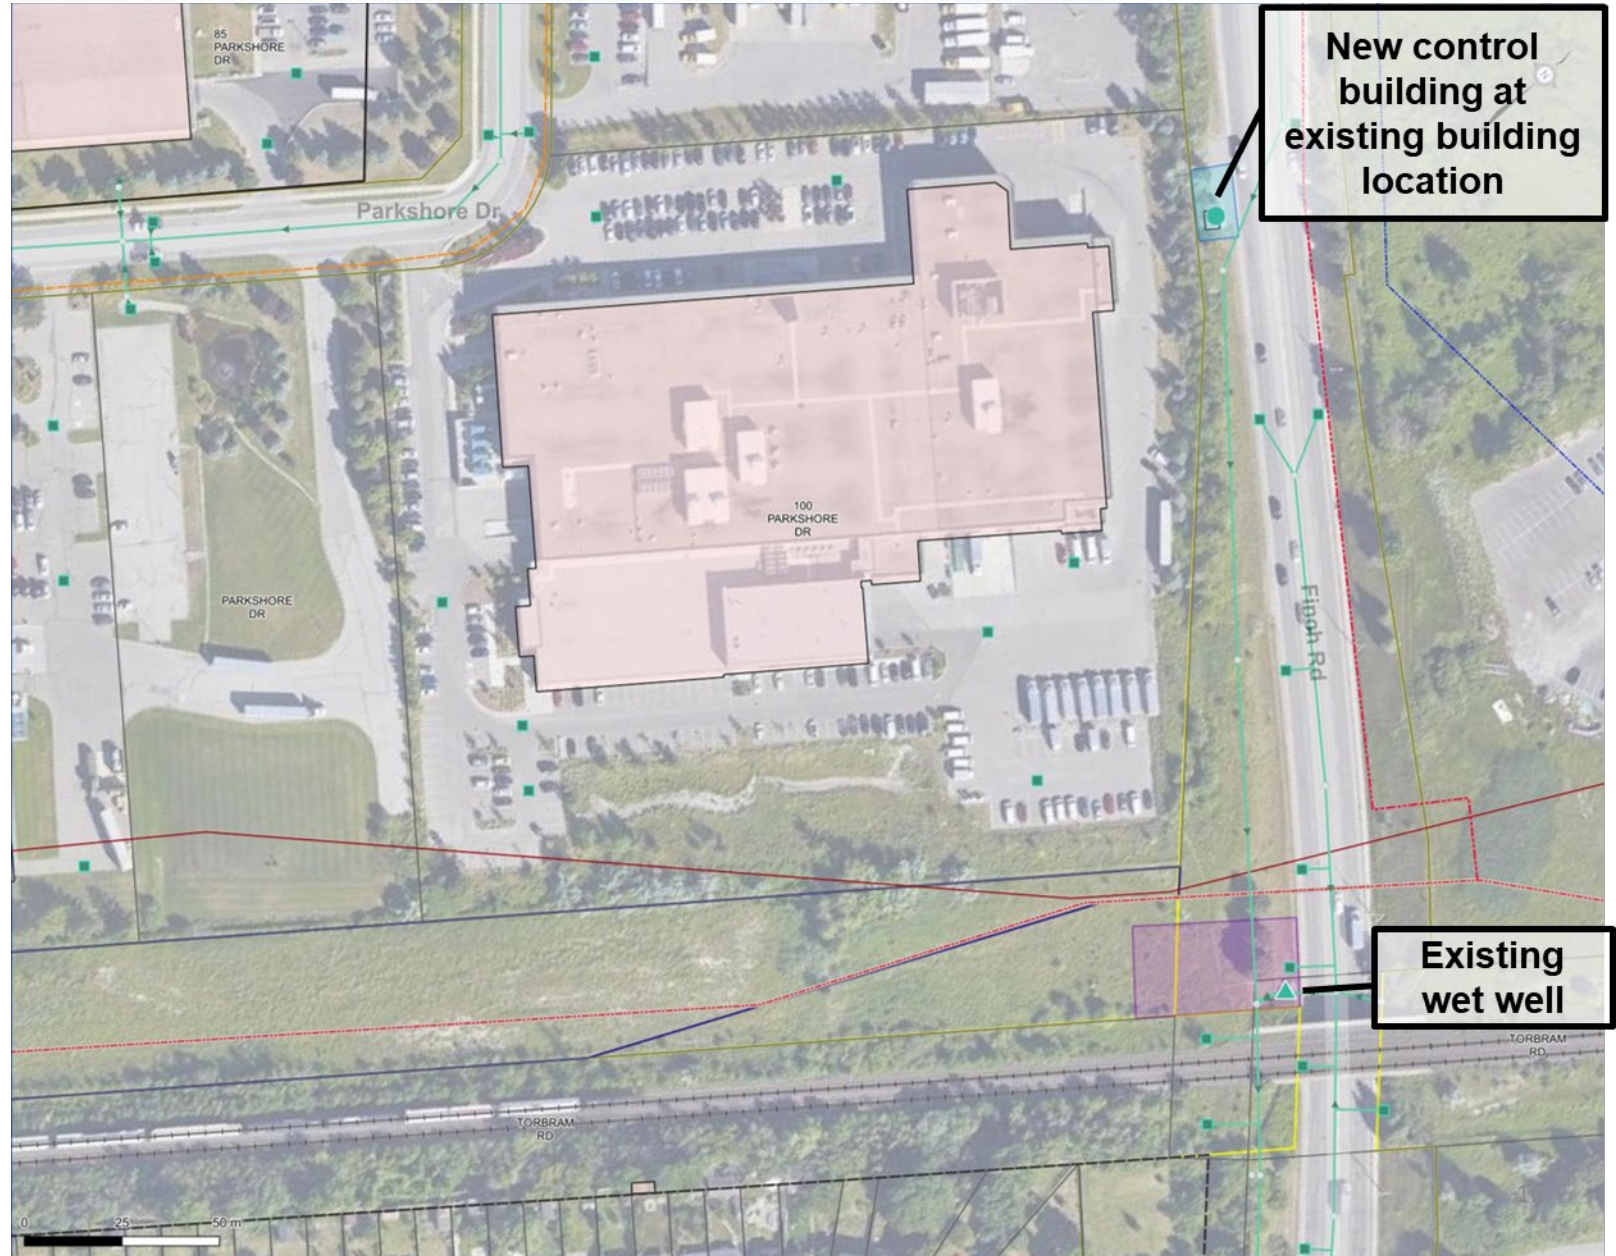 New control
building at
existing building
location
85
PARKSHORE
DR
Parkshore Dr
100
PARKSHORE
DR
PARKSHORE
DR
Finch Rd
Existing
wet well
TORBRAM
RD
TORBRAM
RD
0 25 50 m